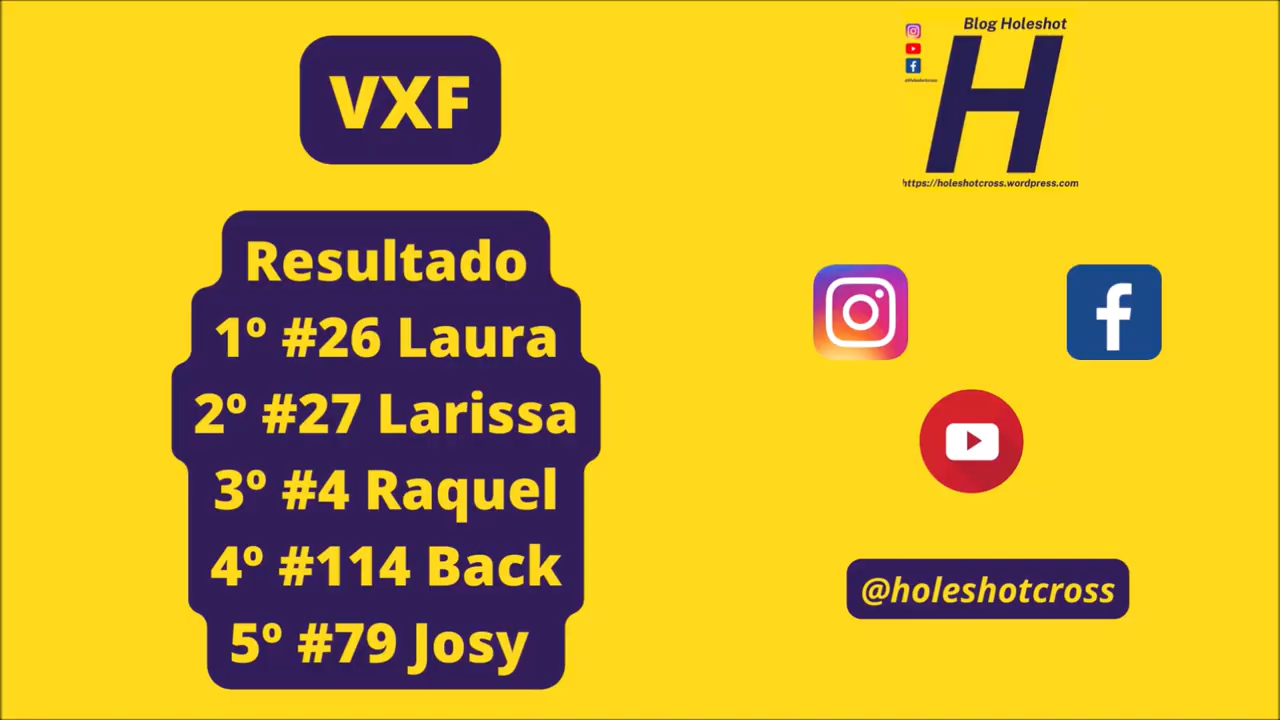 VXF
Resultado
1º #26 Laura
2º #27 Larissa
3º #4 Raquel
4º #114 Back
5º #79 Josy
Blog Holeshot
H
@holeshotcross
https://holeshotcross.wordpress.com
@holeshotcross